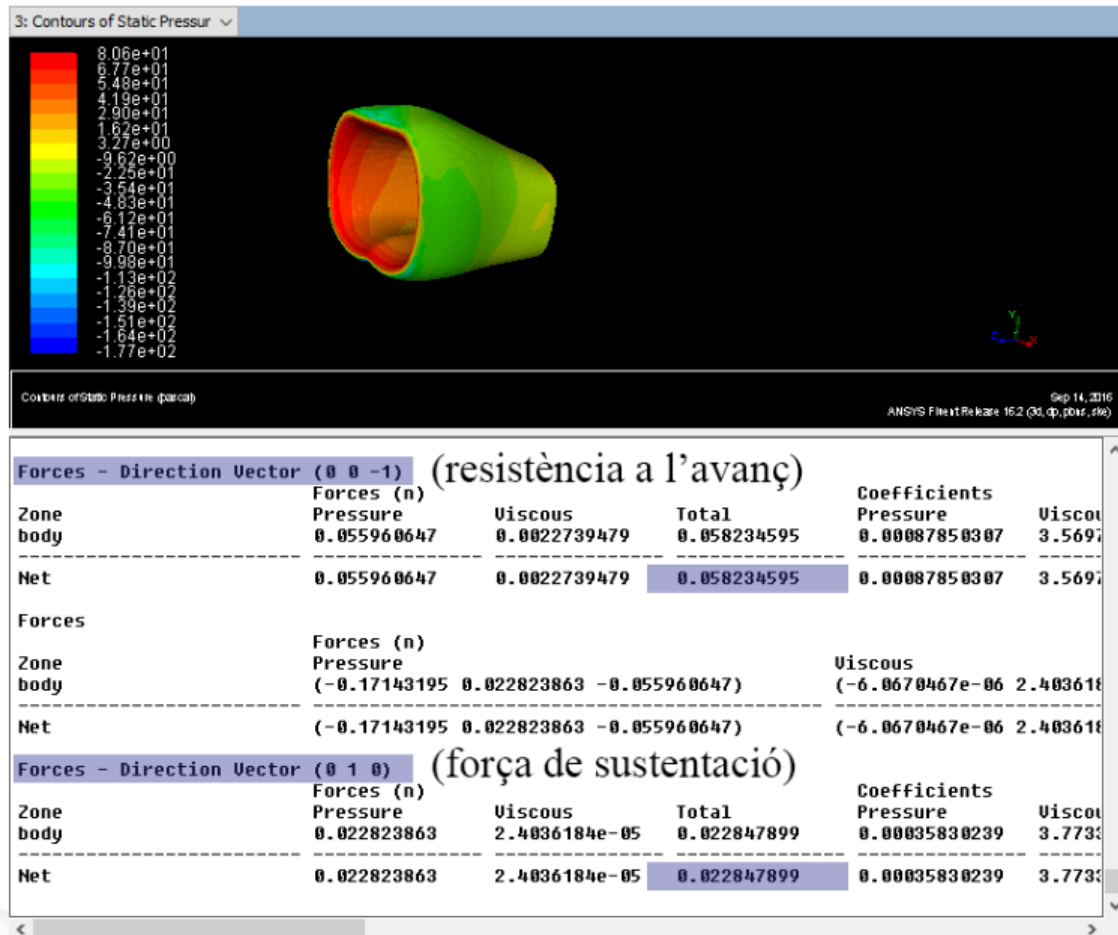 3: Contours of Static Pressur
8.06e+01
6.77e+01
5.48e+01
4.19e+01
2.90e+01
1.62e+01
3.27e+00
-9.62e+00
-2.25e+01
-3.54e+01
-4.83e+01
-6.12e+01
-7.41e+01
-8.70e+01
-9.98e+01
-1.13e+02
-1.26e+02
-1.39e+02
-1.51e+02
-1.64e+02
-1.77e+02
Y
Z X
Contours of Static Pressure (pascal) Sep 14, 2016
ANSYS Fluent Release 16.2 (3d, dp, pbns, ske)
Forces - Direction Vector (0 0 -1) (resistència a l'avanç)
Forces (n) Coefficients
Zone Pressure Viscous Total Pressure Viscou
body 0.055960647 0.0022739479 0.058234595 0.00087850307 3.5697
Net 0.055960647 0.0022739479 0.058234595 0.00087850307 3.5697
Forces
Forces (n)
Zone Pressure Viscous
body (-0.17143195 0.022823863 -0.055960647) (-6.0670467e-06 2.403618
Net (-0.17143195 0.022823863 -0.055960647) (-6.0670467e-06 2.403618
Forces - Direction Vector (0 1 0) (força de sustentació)
Forces (n) Coefficients
Zone Pressure Viscous Total Pressure Viscou
body 0.022823863 2.4036184e-05 0.022847899 0.00035830239 3.7733
Net 0.022823863 2.4036184e-05 0.022847899 0.00035830239 3.7733